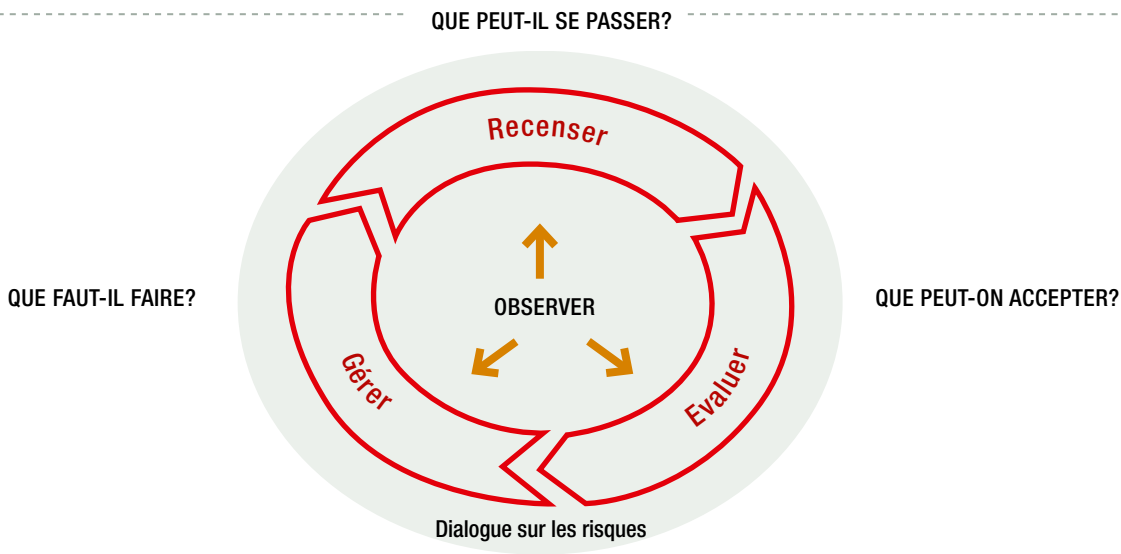 QUE PEUT-IL SE PASSER?
Recenser
QUE FAUT-IL FAIRE?
OBSERVER
QUE PEUT-ON ACCEPTER?
Gérer
Evaluer
Dialogue sur les risques